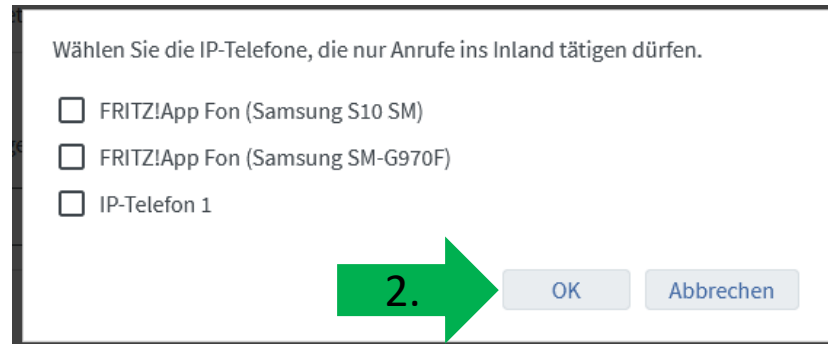 Wählen Sie die IP-Telefone, die nur Anrufe ins Inland tätigen dürfen.
FRITZ!App Fon (Samsung S10 SM)
FRITZ!App Fon (Samsung SM-G970F)
IP-Telefon 1
2.
OK
Abbrechen